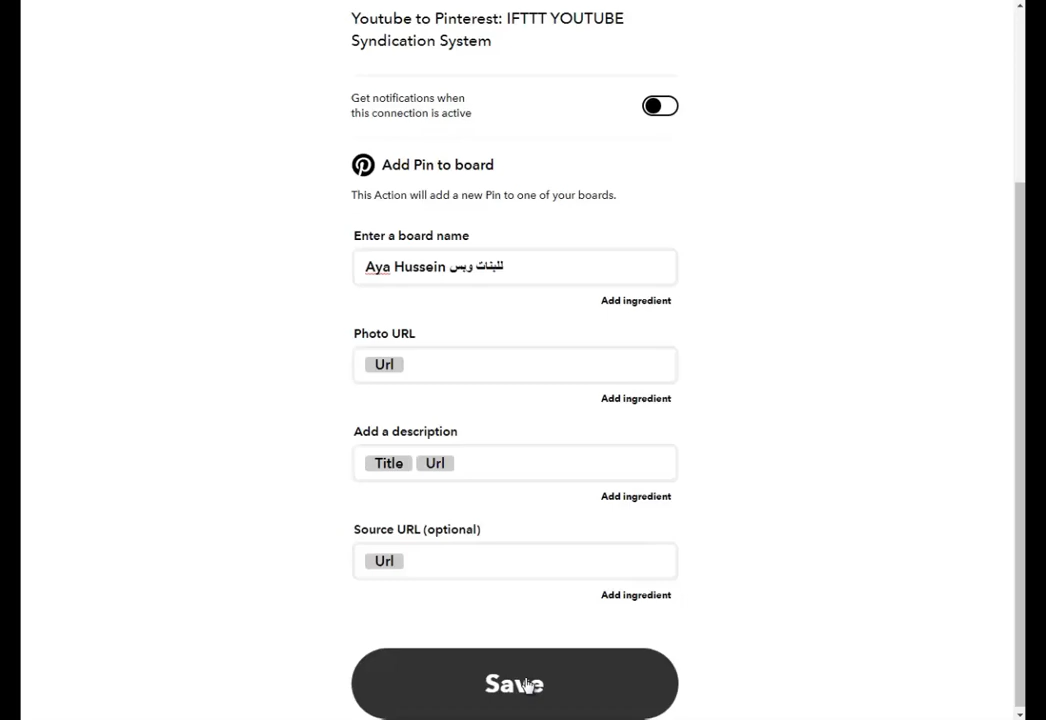 Youtube to Pinterest: IFTTT YOUTUBE
Syndication System
Get notifications when
this connection is active
Add Pin to board
This Action will add a new Pin to one of your boards.
Enter a board name
Aya Hussein للبنات وبس
Add ingredient
Photo URL
Url
Add ingredient
Add a description
Title Url
Add ingredient
Source URL (optional)
Url
Add ingredient
Save